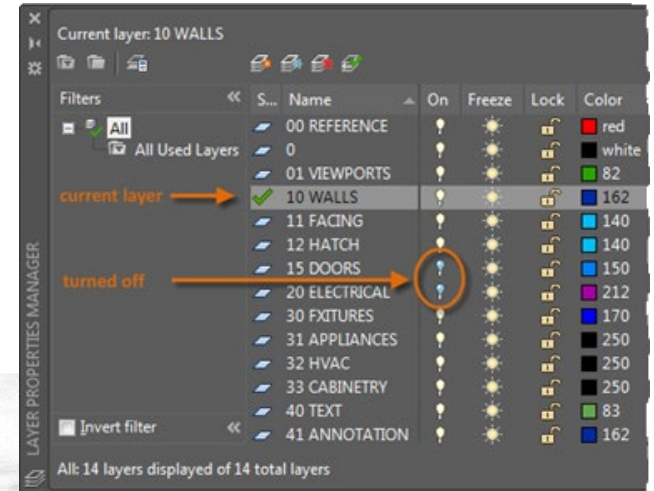 Current layer: 10 WALLS
Filters
S... Name On Freeze Lock Color
All
All Used Layers
00 REFERENCE red
0 white
01 VIEWPORTS 82
current layer
10 WALLS 162
11 FACING 140
12 HATCH 140
turned off
15 DOORS 150
20 ELECTRICAL 212
30 FXITURES 170
31 APPLIANCES 250
32 HVAC 250
33 CABINETRY 250
40 TEXT 83
41 ANNOTATION 162
Invert filter
All: 14 layers displayed of 14 total layers
LAYER PROPERTIES MANAGER